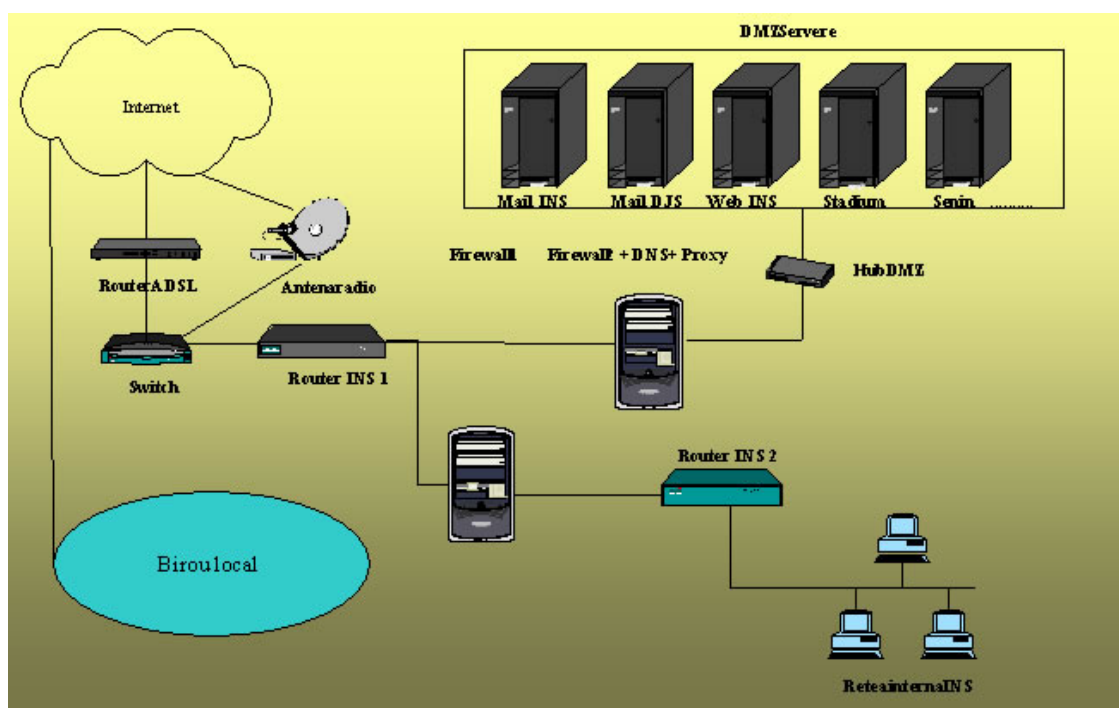 DMZServere
Internet
Mail INS
Mail DJS
Web INS
Stadium
Senin ..........
Firewall1
Firewall2 + DNS+ Proxy
HubDMZ
RouterADSL
Antenaradio
Switch
Router INS 1
Router INS 2
Biroulocal
ReteainternaINS